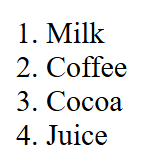 1. Milk
2. Coffee
3. Cocoa
4. Juice